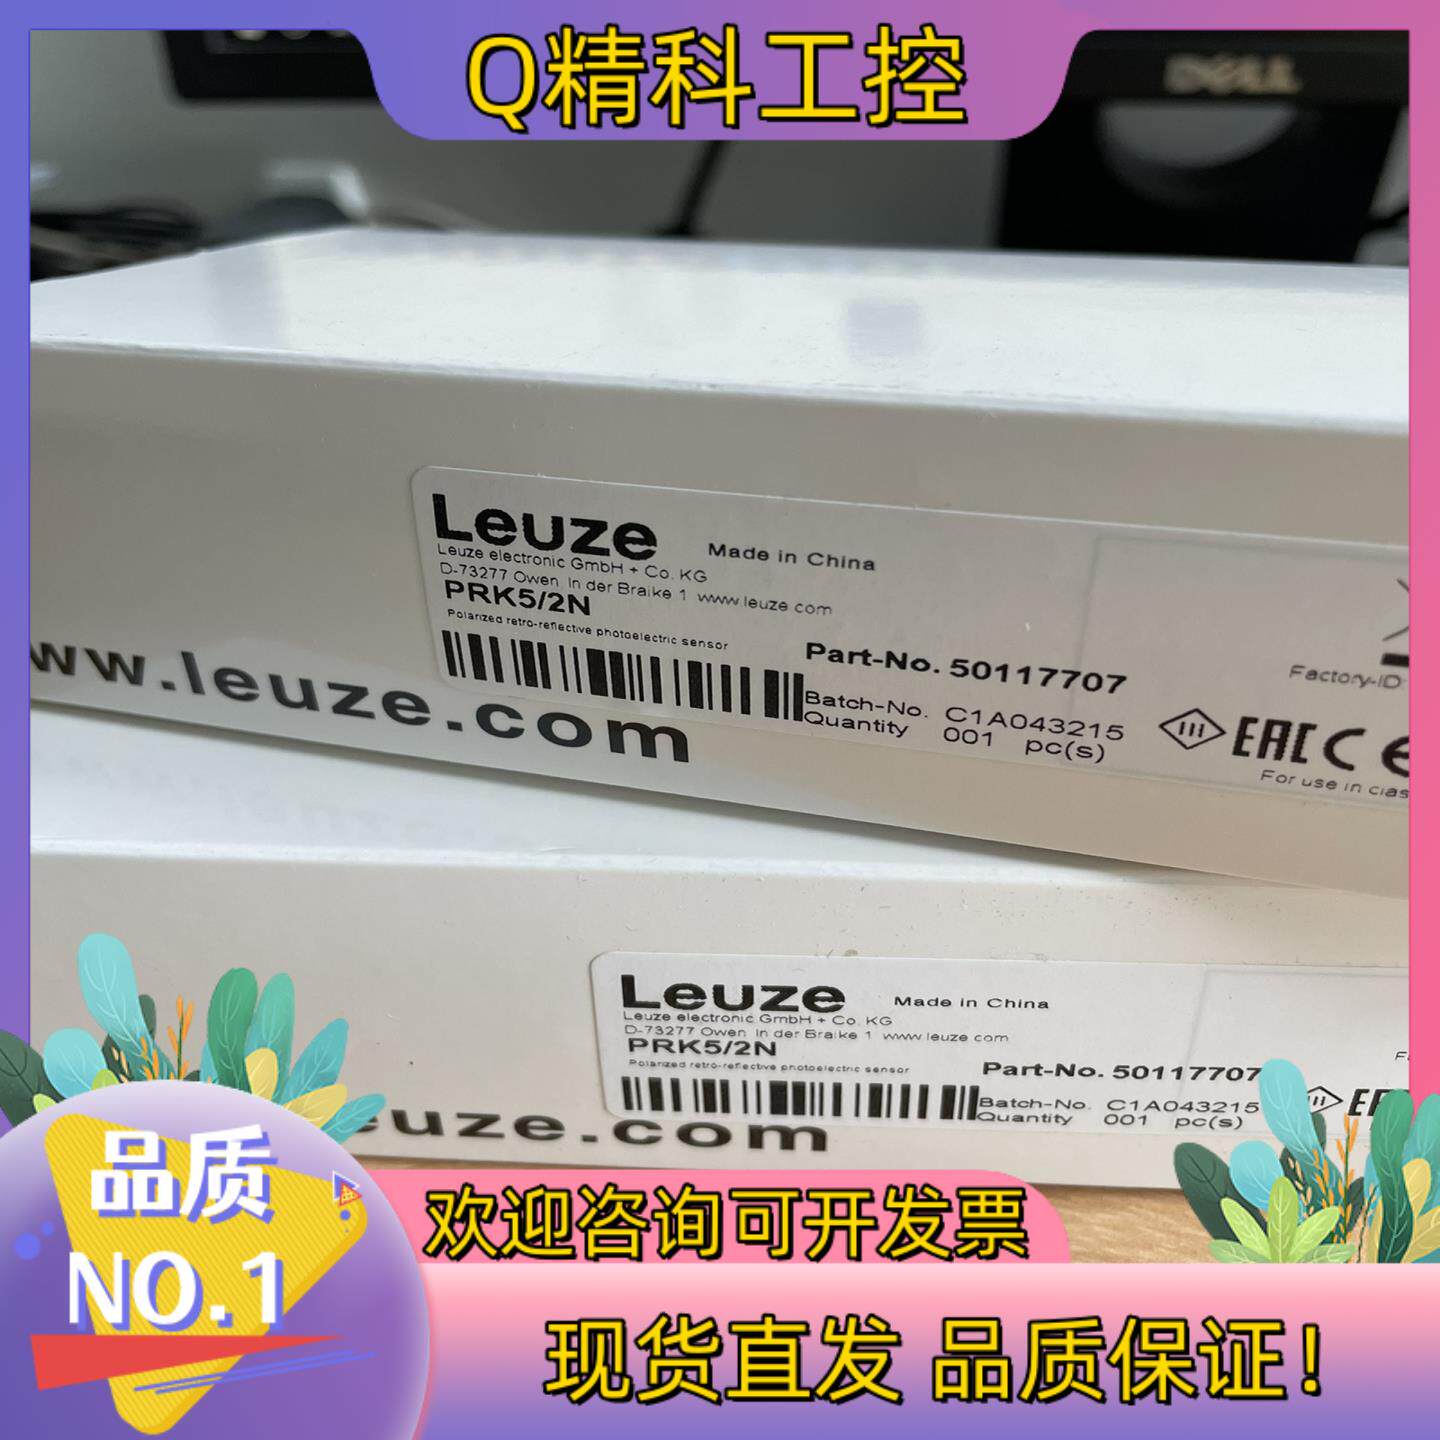 Q精科工控
DELL
Leuze
Made in China
Leuze electronic GmbH + Co. KG
D-73277 Owen, In der Braike 1 www.leuze.com
PRK5/2N
Polarized retro-reflective photoelectric sensor
Part-No. 50117707
Batch-No. C1A043215
Quantity 001 pc(s)
Factory-ID:
EAC CE
For use in clas
ww.leuze.com
Leuze
Made in China
Leuze electronic GmbH + Co. KG
D-73277 Owen, In der Braike 1 www.leuze.com
PRK5/2N
Polarized retro-reflective photoelectric sensor
Part-No. 50117707
Batch-No. C1A043215
Quantity 001 pc(s)
euze.com
品质
NO.1
欢迎咨询可开发票
现货直发 品质保证！